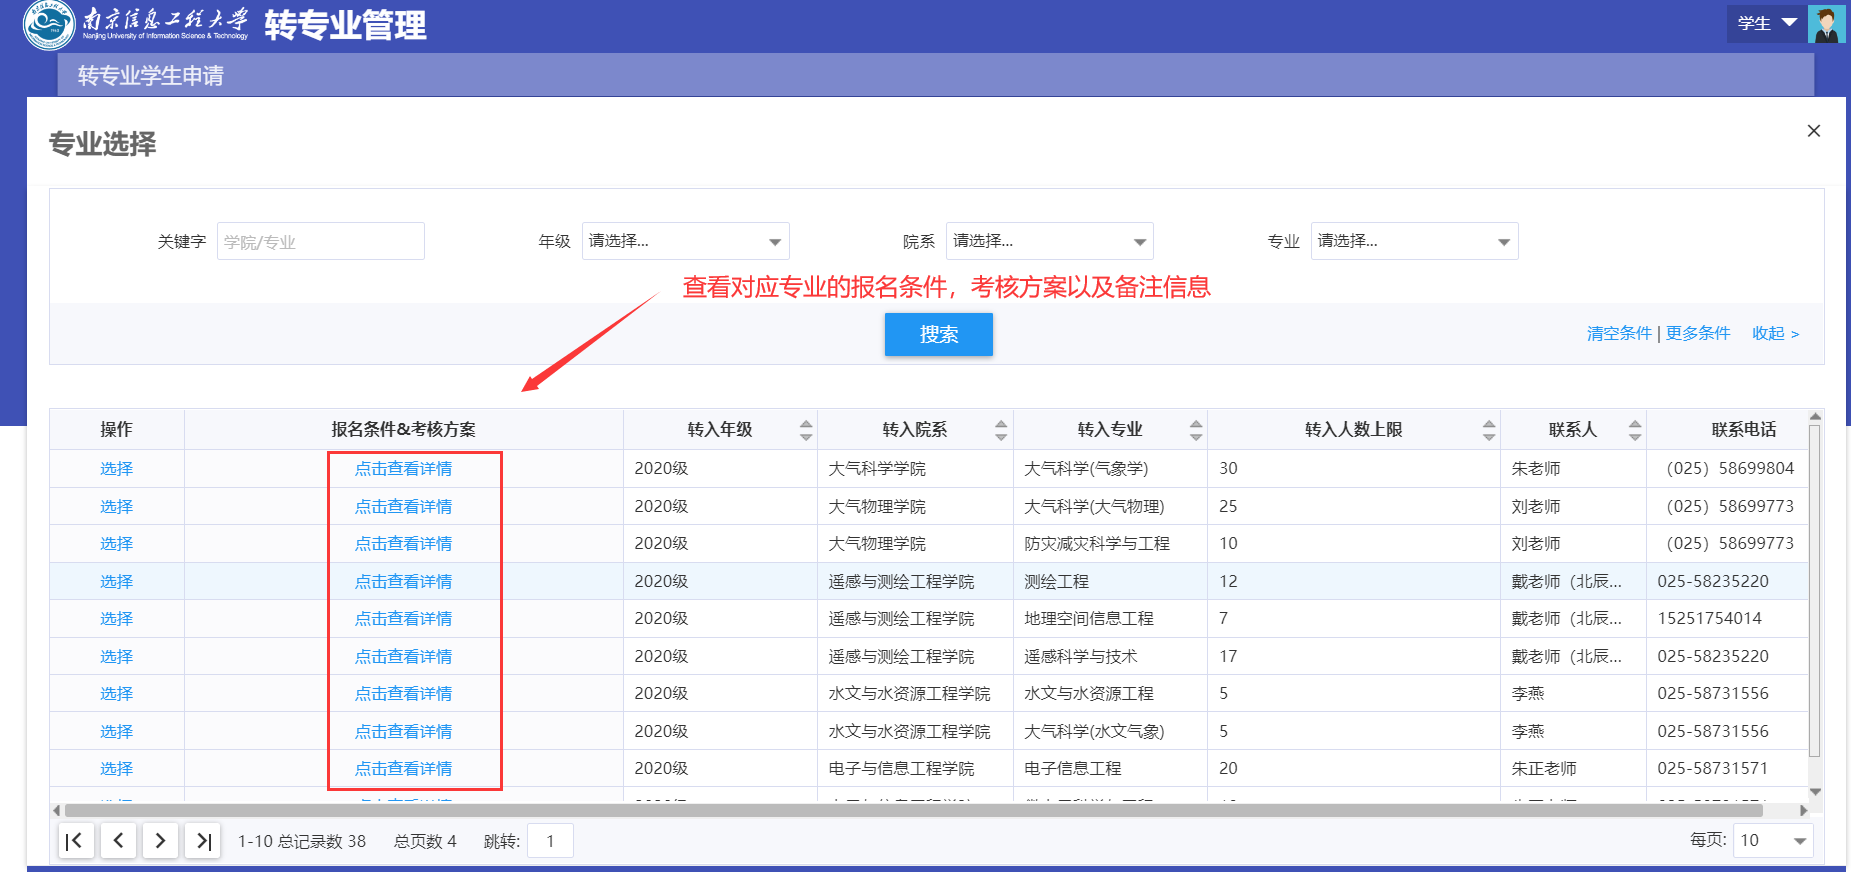 南京信息工程大学
Nanjing University of Information Science & Technology
转专业管理
学生
转专业学生申请
专业选择
关键字 学院/专业 年级 请选择... 院系 请选择... 专业 请选择...
查看对应专业的报名条件，考核方案以及备注信息
搜索
清空条件 | 更多条件 收起 >
操作 报名条件&考核方案 转入年级 转入院系 转入专业 转入人数上限 联系人 联系电话
选择 点击查看详情 2020级 大气科学学院 大气科学(气象学) 30 朱老师 （025）58699804
选择 点击查看详情 2020级 大气物理学院 大气科学(大气物理) 25 刘老师 （025）58699773
选择 点击查看详情 2020级 大气物理学院 防灾减灾科学与工程 10 刘老师 （025）58699773
选择 点击查看详情 2020级 遥感与测绘工程学院 测绘工程 12 戴老师（北辰... 025-58235220
选择 点击查看详情 2020级 遥感与测绘工程学院 地理空间信息工程 7 戴老师（北辰... 15251754014
选择 点击查看详情 2020级 遥感与测绘工程学院 遥感科学与技术 17 戴老师（北辰... 025-58235220
选择 点击查看详情 2020级 水文与水资源工程学院 水文与水资源工程 5 李燕 025-58731556
选择 点击查看详情 2020级 水文与水资源工程学院 大气科学(水文气象) 5 李燕 025-58731556
选择 点击查看详情 2020级 电子与信息工程学院 电子信息工程 20 朱正老师 025-58731571
1-10 总记录数 38 总页数 4 跳转: 1
每页: 10